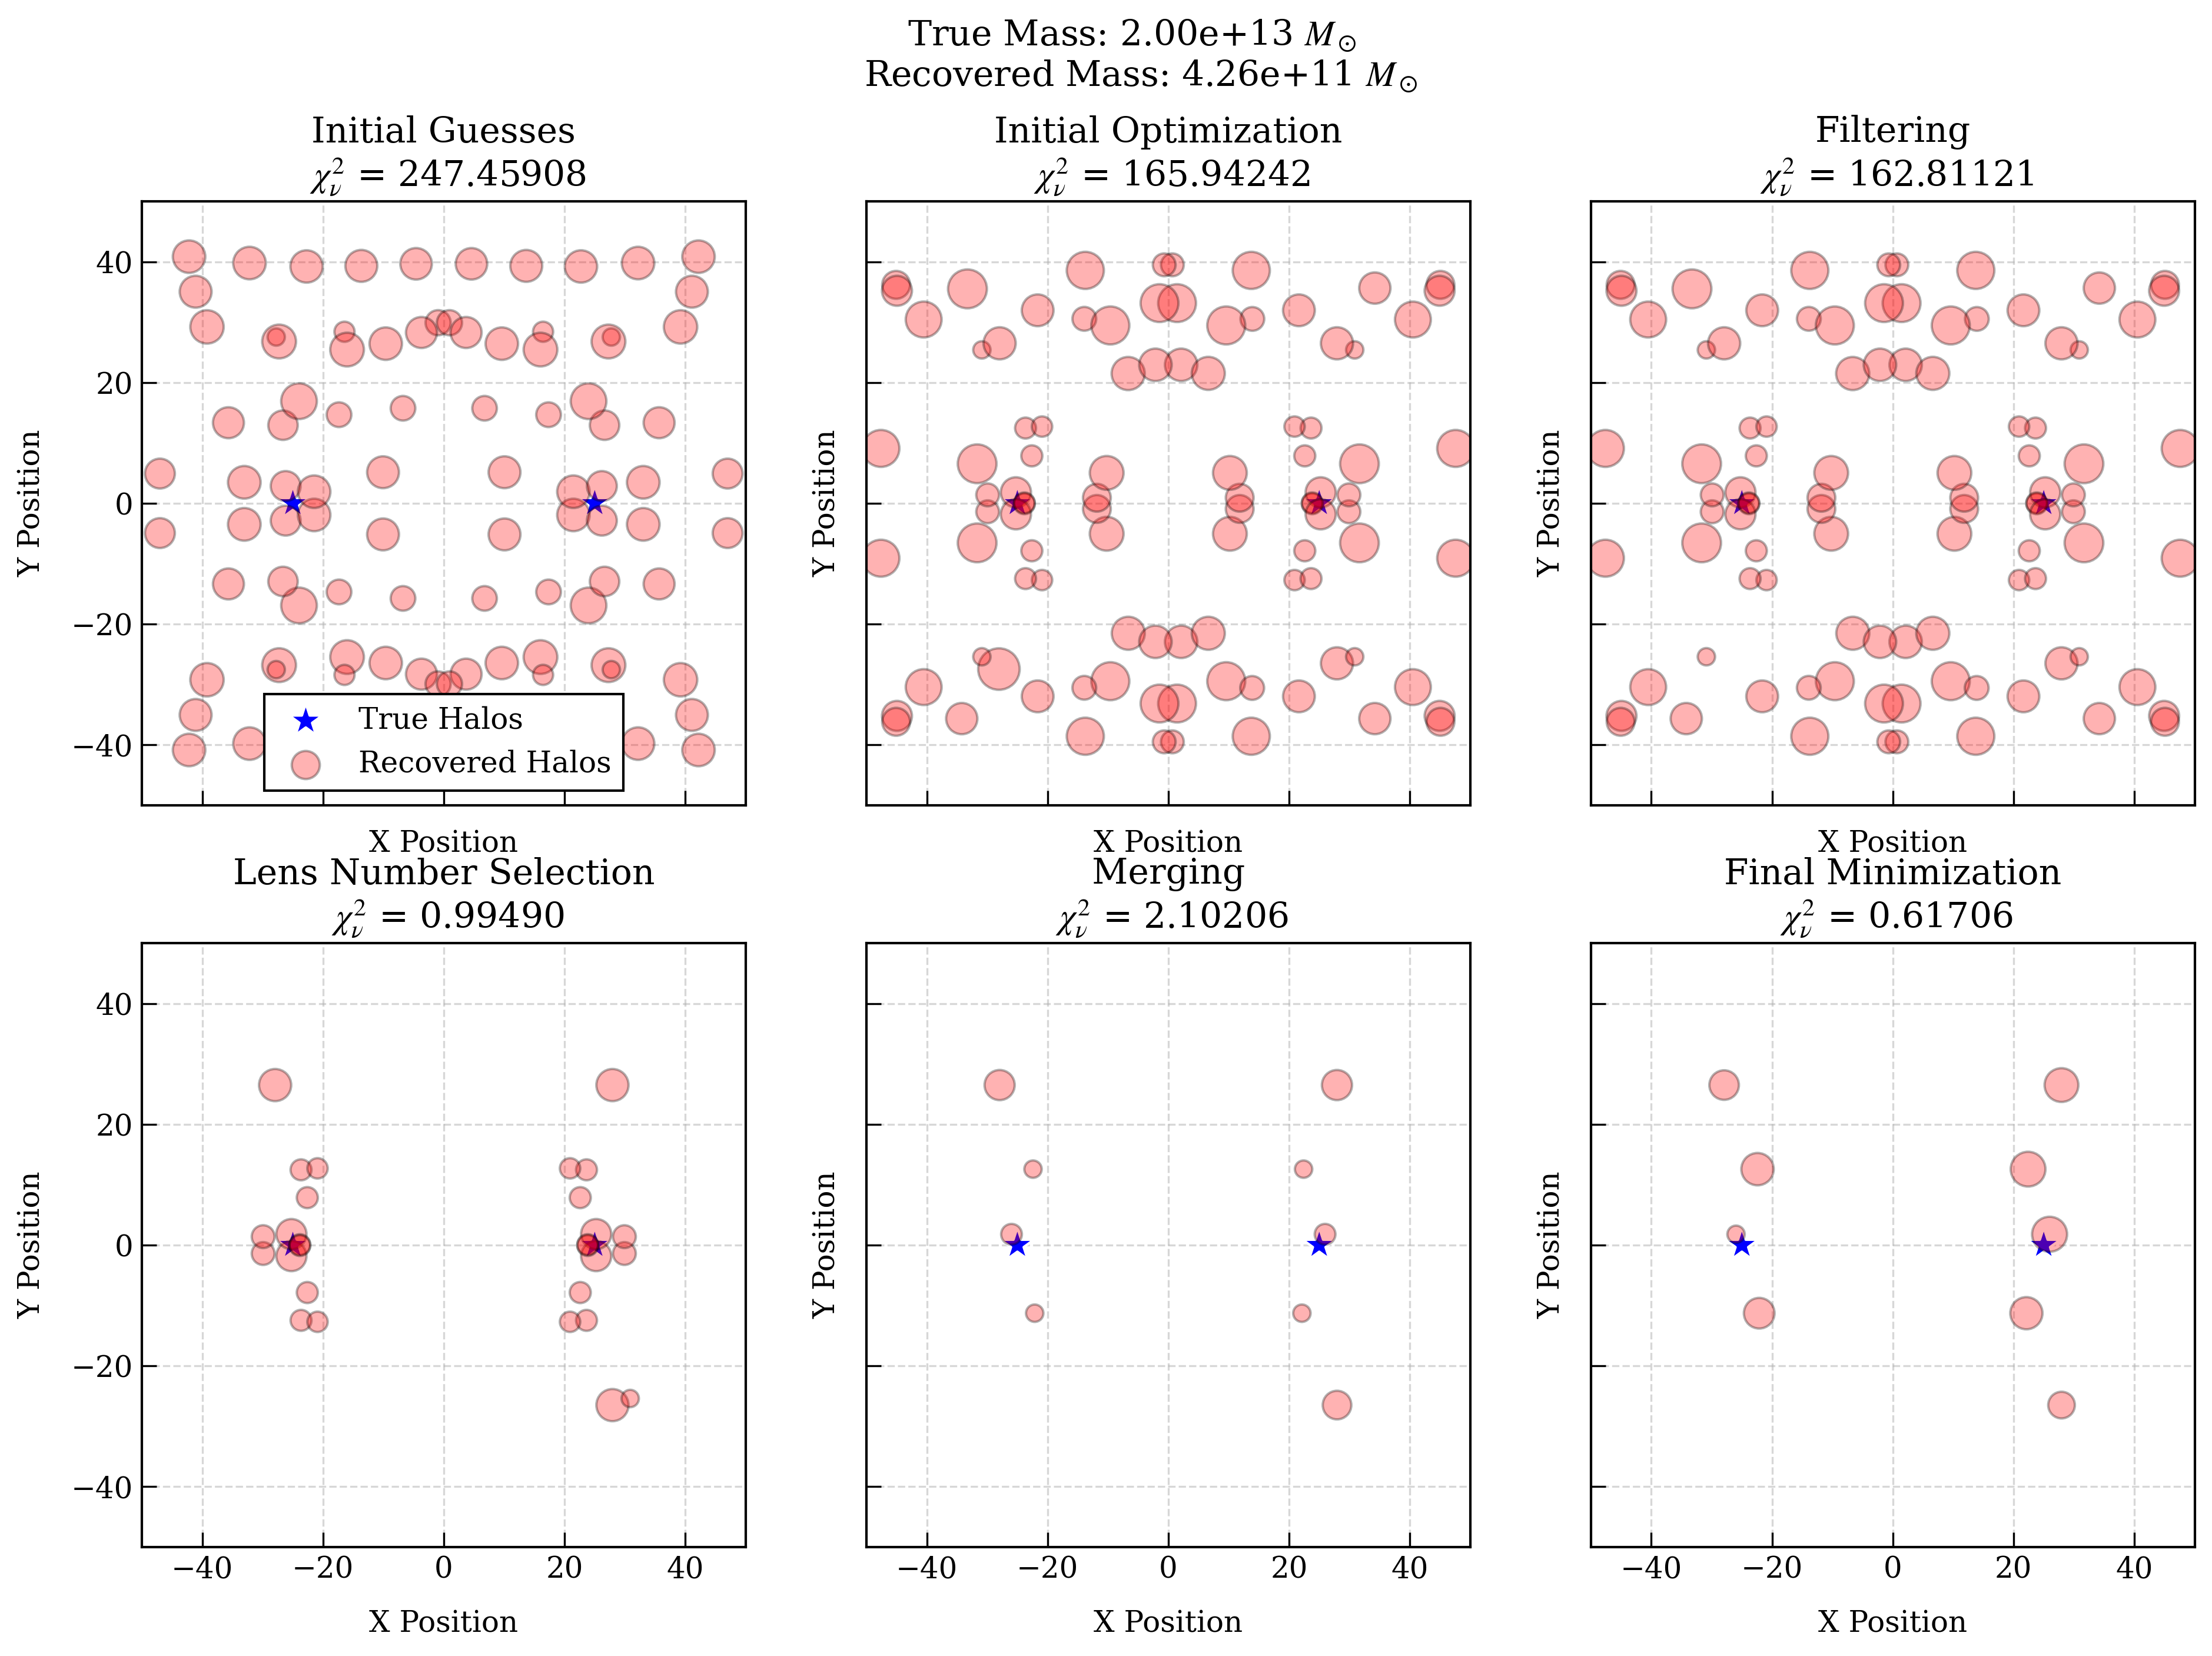 True Mass: 2.00e+13 M⊙
Recovered Mass: 4.26e+11 M⊙
Initial Guesses
χ²ν = 247.45908
Initial Optimization
χ²ν = 165.94242
Filtering
χ²ν = 162.81121
40
20
0
−20
−40
Y Position
Y Position
Y Position
True Halos
Recovered Halos
X Position
X Position
X Position
Lens Number Selection
χ²ν = 0.99490
Merging
χ²ν = 2.10206
Final Minimization
χ²ν = 0.61706
40
20
0
−20
−40
Y Position
Y Position
Y Position
−40 −20 0 20 40
−40 −20 0 20 40
−40 −20 0 20 40
X Position
X Position
X Position